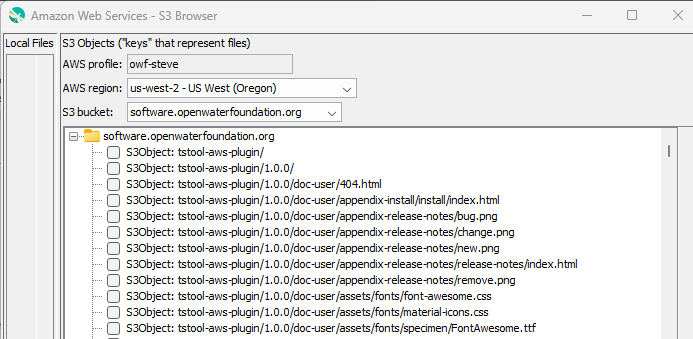 Amazon Web Services - S3 Browser
Local Files
S3 Objects ("keys" that represent files)
AWS profile: owf-steve
AWS region: us-west-2 - US West (Oregon)
S3 bucket: software.openwaterfoundation.org
software.openwaterfoundation.org
S3Object: tstool-aws-plugin/
S3Object: tstool-aws-plugin/1.0.0/
S3Object: tstool-aws-plugin/1.0.0/doc-user/404.html
S3Object: tstool-aws-plugin/1.0.0/doc-user/appendix-install/install/index.html
S3Object: tstool-aws-plugin/1.0.0/doc-user/appendix-release-notes/bug.png
S3Object: tstool-aws-plugin/1.0.0/doc-user/appendix-release-notes/change.png
S3Object: tstool-aws-plugin/1.0.0/doc-user/appendix-release-notes/new.png
S3Object: tstool-aws-plugin/1.0.0/doc-user/appendix-release-notes/release-notes/index.html
S3Object: tstool-aws-plugin/1.0.0/doc-user/appendix-release-notes/remove.png
S3Object: tstool-aws-plugin/1.0.0/doc-user/assets/fonts/font-awesome.css
S3Object: tstool-aws-plugin/1.0.0/doc-user/assets/fonts/material-icons.css
S3Object: tstool-aws-plugin/1.0.0/doc-user/assets/fonts/specimen/FontAwesome.ttf